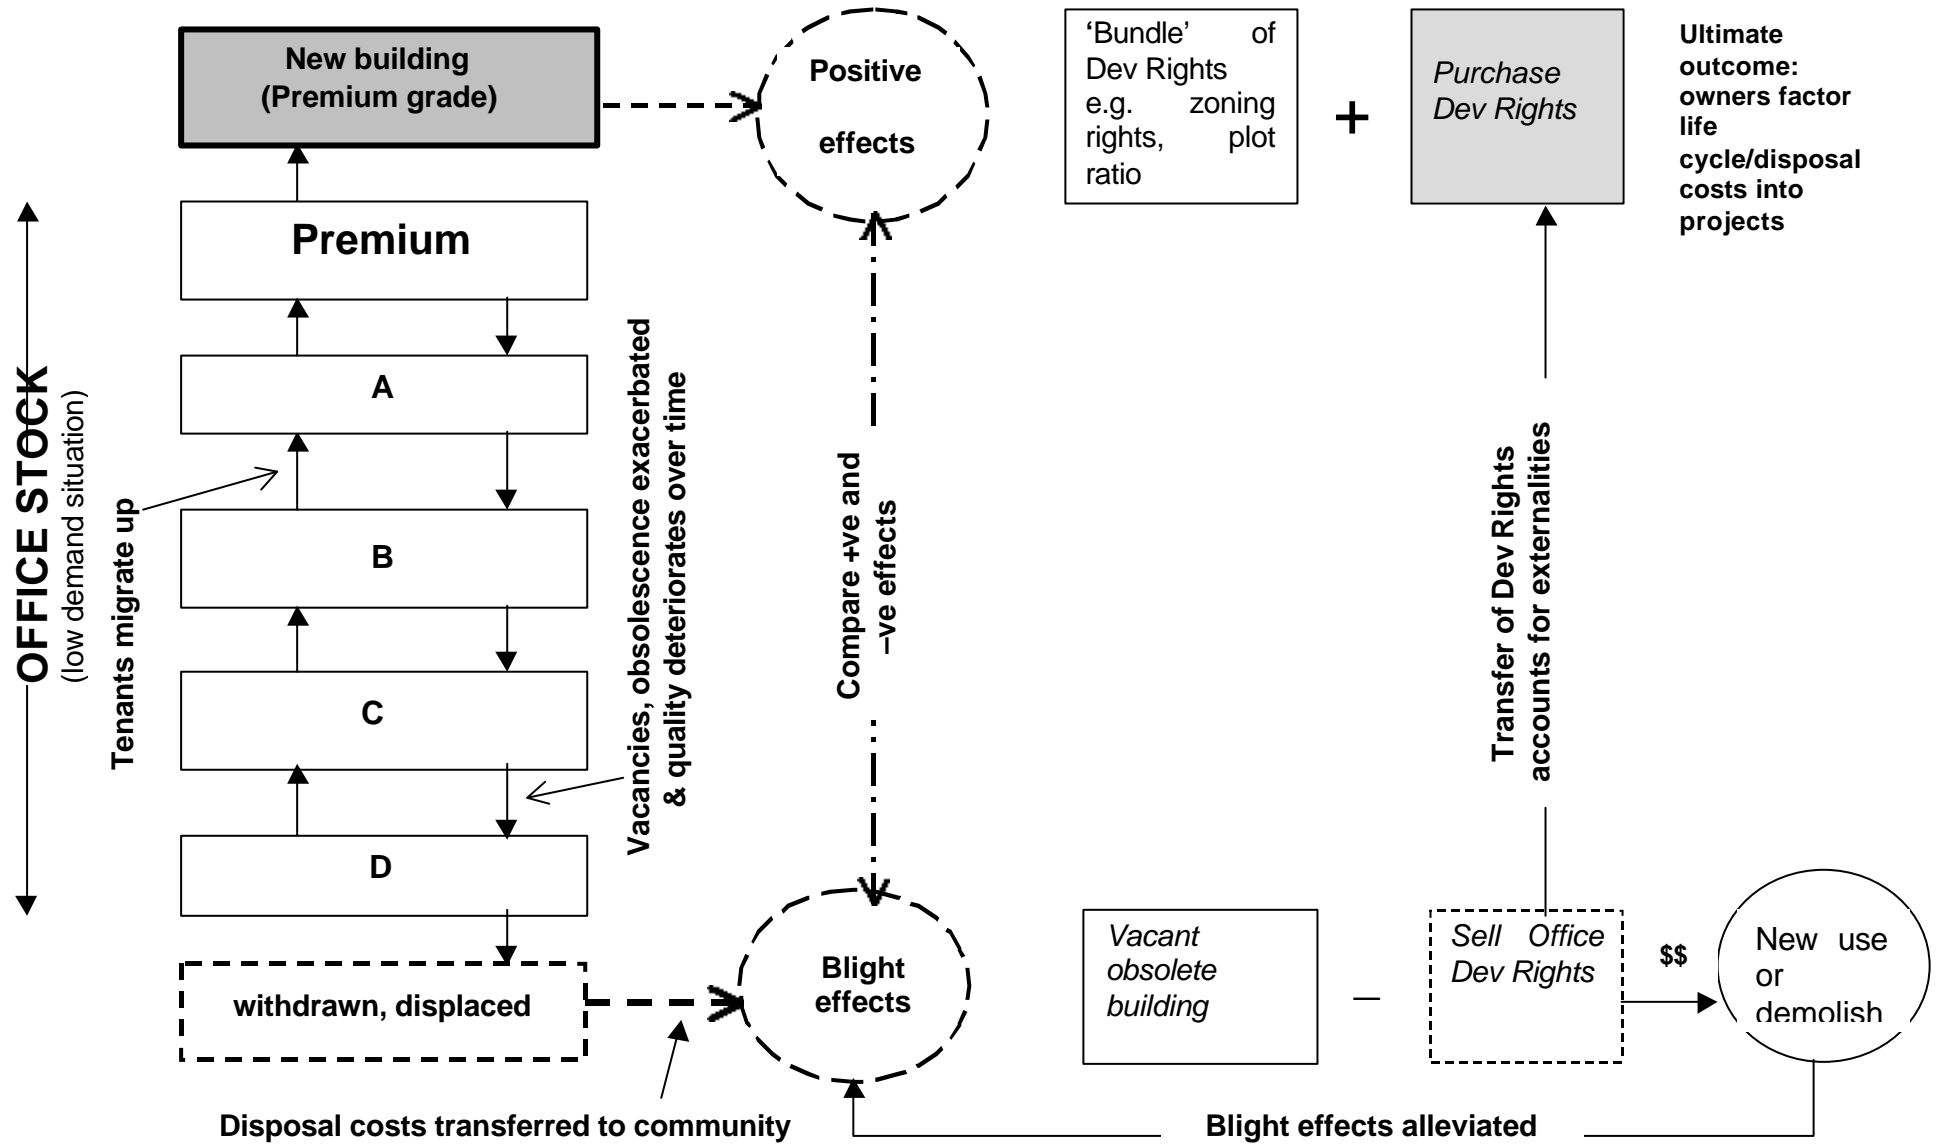 New building
(Premium grade)
Positive
effects
‘Bundle’ of
Dev Rights
e.g. zoning
rights, plot
ratio
+
Purchase
Dev Rights
Ultimate
outcome:
owners factor
life
cycle/disposal
costs into
projects
OFFICE STOCK
(low demand situation)
Tenants migrate up
Premium
A
B
C
D
Vacancies, obsolescence exacerbated
& quality deteriorates over time
Compare +ve and
–ve effects
Transfer of Dev Rights
accounts for externalities
withdrawn, displaced
Blight
effects
Vacant
obsolete
building
–
Sell Office
Dev Rights
$$
New use
or
demolish
Disposal costs transferred to community
Blight effects alleviated